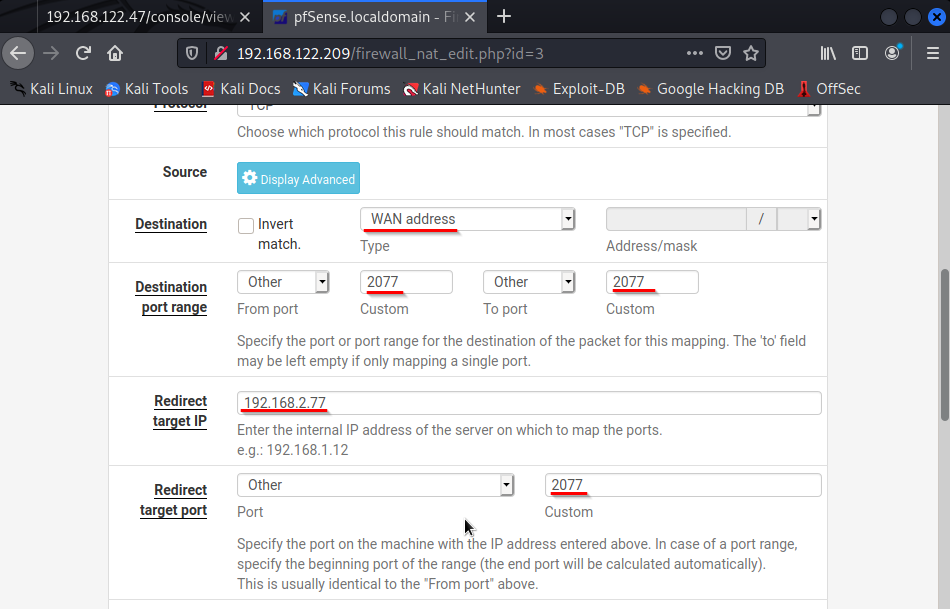 192.168.122.47/console/view
pfSense.localdomain - Fi
192.168.122.209/firewall_nat_edit.php?id=3
Kali Linux Kali Tools Kali Docs Kali Forums Kali NetHunter Exploit-DB Google Hacking DB OffSec
Protocol TCP
Choose which protocol this rule should match. In most cases "TCP" is specified.
Source Display Advanced
Destination Invert match. WAN address /
Type Address/mask
Destination port range Other 2077 Other 2077
From port Custom To port Custom
Specify the port or port range for the destination of the packet for this mapping. The 'to' field
may be left empty if only mapping a single port.
Redirect target IP 192.168.2.77
Enter the internal IP address of the server on which to map the ports.
e.g.: 192.168.1.12
Redirect target port Other 2077
Port Custom
Specify the port on the machine with the IP address entered above. In case of a port range,
specify the beginning port of the range (the end port will be calculated automatically).
This is usually identical to the "From port" above.